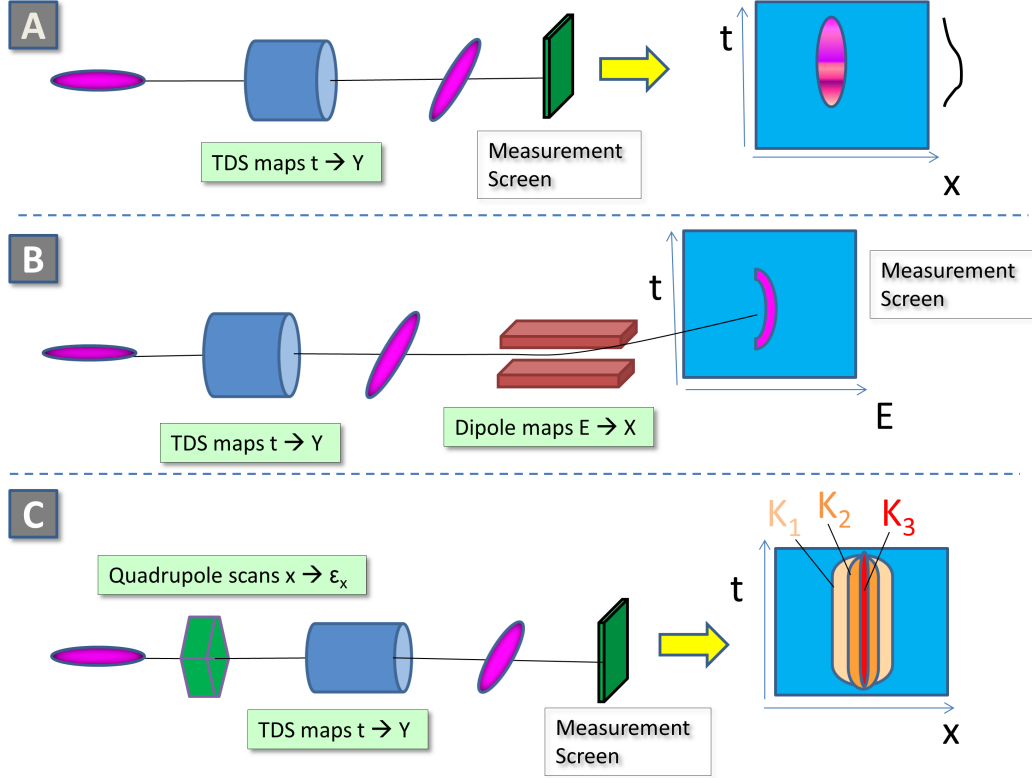 A
t
TDS maps t → Y
Measurement
Screen
x
B
Measurement
Screen
t
TDS maps t → Y
Dipole maps E → X
E
C
K₁
K₂
K₃
Quadrupole scans x → εₓ
t
TDS maps t → Y
Measurement
Screen
x